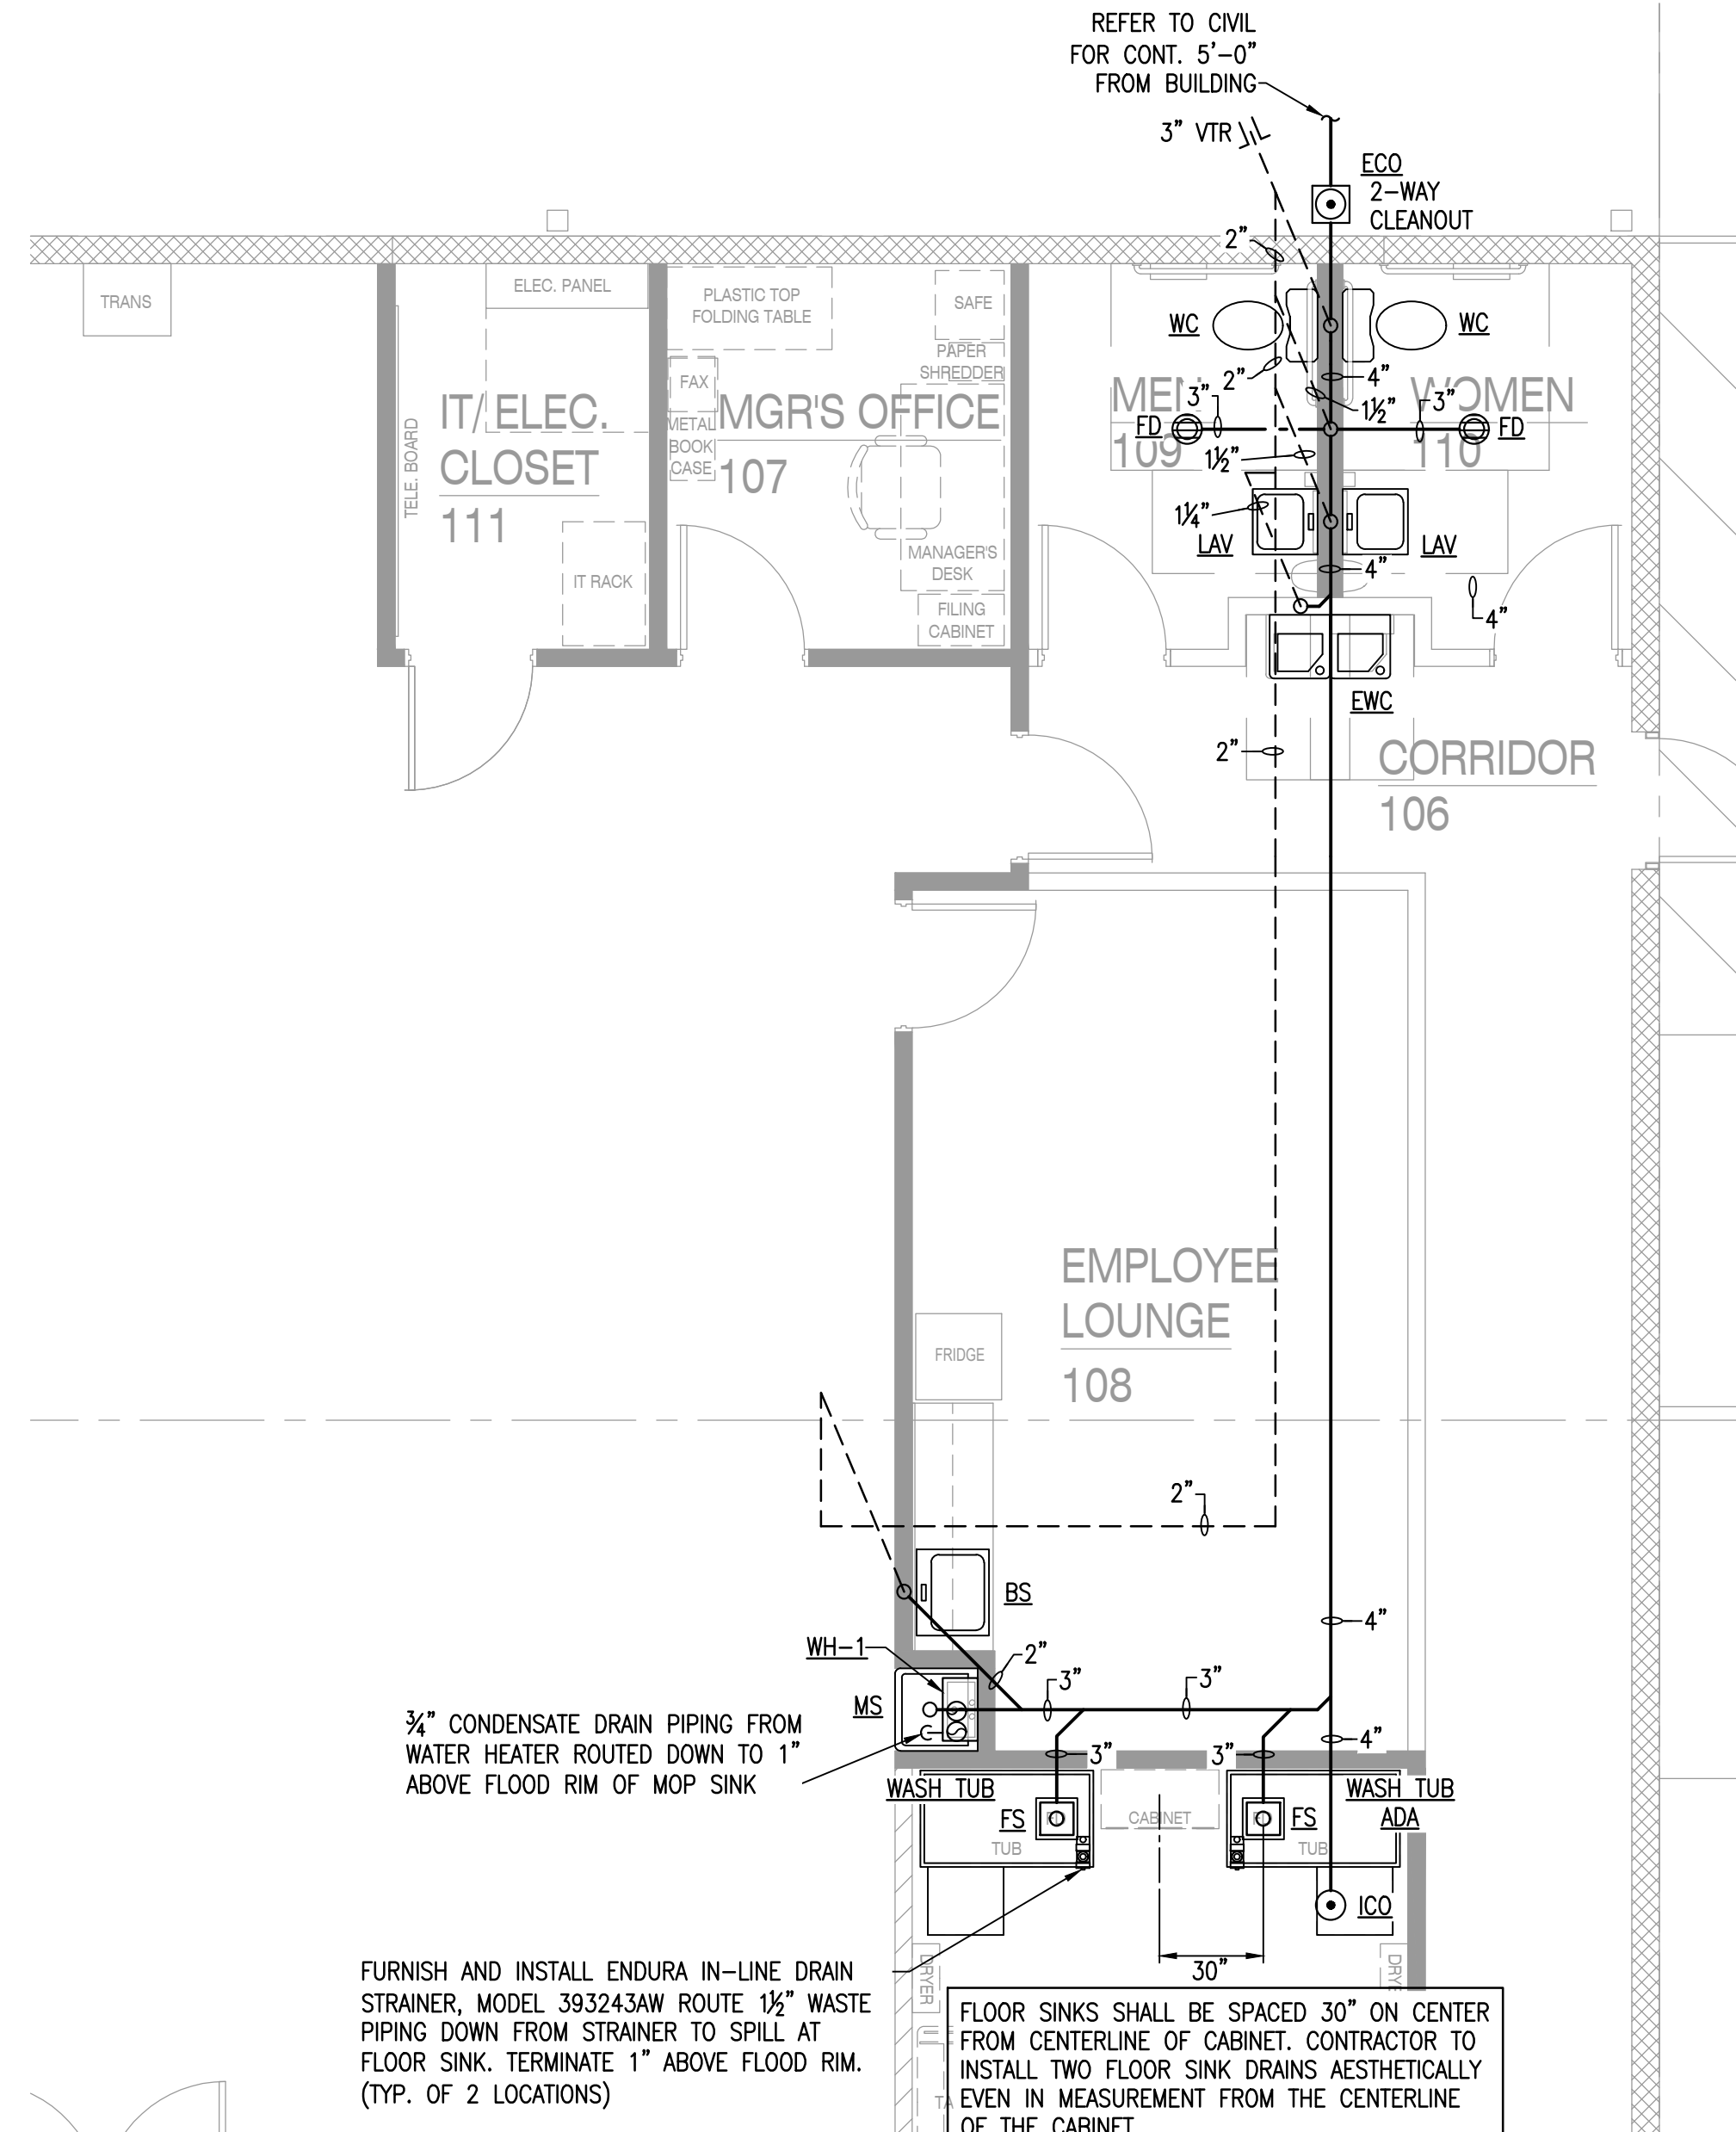 REFER TO CIVIL
FOR CONT. 5'-0"
FROM BUILDING
3" VTR
ECO
2-WAY
CLEANOUT
2"
TRANS
ELEC. PANEL
PLASTIC TOP
FOLDING TABLE
SAFE
PAPER
SHREDDER
WC
WC
FAX
METAL
BOOK
CASE
2"
4"
3"
1½"
3"
IT/ ELEC.
CLOSET
111
TELE. BOARD
MGR'S OFFICE
107
MEN
109
WOMEN
110
FD
FD
1½"
1¼"
LAV
LAV
MANAGER'S
DESK
IT RACK
FILING
CABINET
4"
4"
EWC
2"
CORRIDOR
106
EMPLOYEE
LOUNGE
108
FRIDGE
2"
BS
4"
WH-1
2"
3"
3"
MS
¾" CONDENSATE DRAIN PIPING FROM
WATER HEATER ROUTED DOWN TO 1"
ABOVE FLOOD RIM OF MOP SINK
4"
3"
3"
WASH TUB
WASH TUB
ADA
FS
FD
CABINET
FD
FS
TUB
TUB
ICO
30"
DRYER
DRYE
FURNISH AND INSTALL ENDURA IN-LINE DRAIN
STRAINER, MODEL 393243AW ROUTE 1½" WASTE
PIPING DOWN FROM STRAINER TO SPILL AT
FLOOR SINK. TERMINATE 1" ABOVE FLOOD RIM.
(TYP. OF 2 LOCATIONS)
FLOOR SINKS SHALL BE SPACED 30" ON CENTER
FROM CENTERLINE OF CABINET. CONTRACTOR TO
INSTALL TWO FLOOR SINK DRAINS AESTHETICALLY
EVEN IN MEASUREMENT FROM THE CENTERLINE
OF THE CABINET
TA